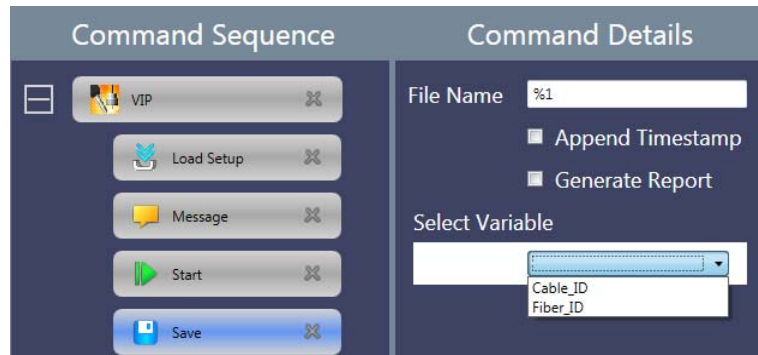 Command Sequence
VIP
Load Setup
Message
Start
Save
Command Details
File Name %1
Append Timestamp
Generate Report
Select Variable
Cable_ID
Fiber_ID